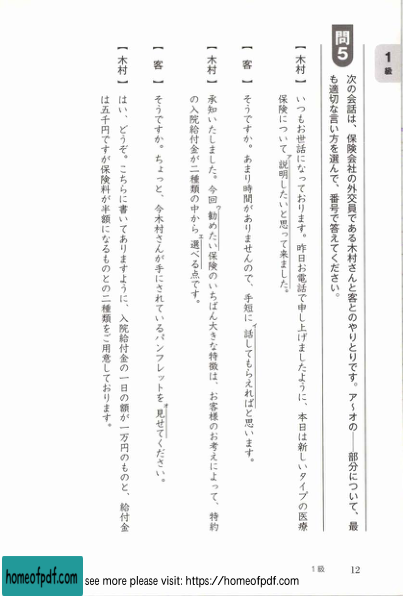 1級
問5
次の会話は、保険会社の外交員である木村さんと客とのやりとりです。ア〜オの――部分について、最
も適切な言い方を選んで、番号で答えてください。
【木村】いつもお世話になっております。昨日お電話で申し上げましたように、本日は新しいタイプの医療
保険について、ア説明したいと思って来ました。
【客】そうですか。あまり時間がありませんので、手短にイ話してもらえればと思います。
【木村】承知いたしました。今回ウ勧めたい保険のいちばん大きな特徴は、お客様のお考えによって、特約
の入院給付金が二種類の中からエ選べる点です。
【客】そうですか。ちょっと、今木村さんが手にされているパンフレットをオ見せてください。
【木村】はい、どうぞ。こちらに書いてありますように、入院給付金の一日の額が一万円のものと、給付金
は五千円ですが保険料が半額になるものとの二種類をご用意しております。
1級 12
homeofpdf.com see more please visit: https://homeofpdf.com